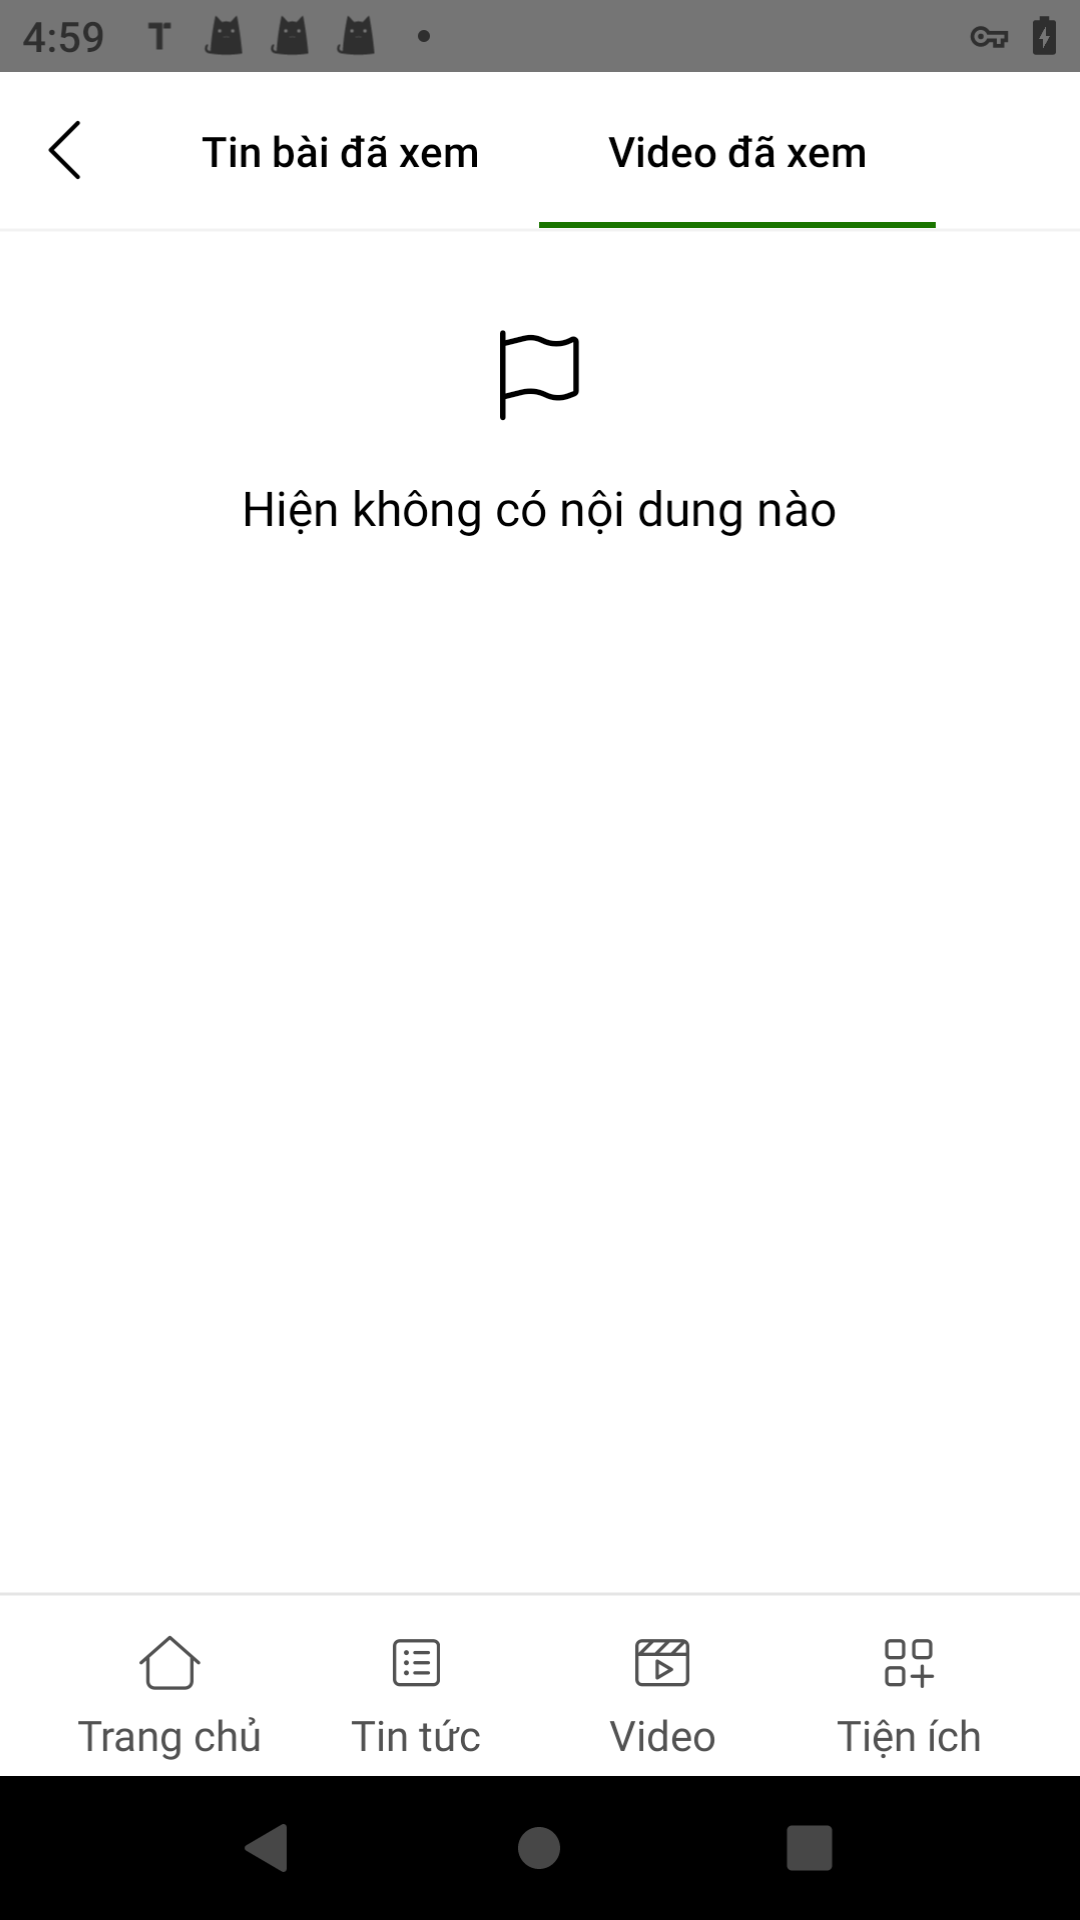 4:59
Tin bài đã xem
Video đã xem
Hiện không có nội dung nào
Trang chủ
Tin tức
Video
Tiện ích